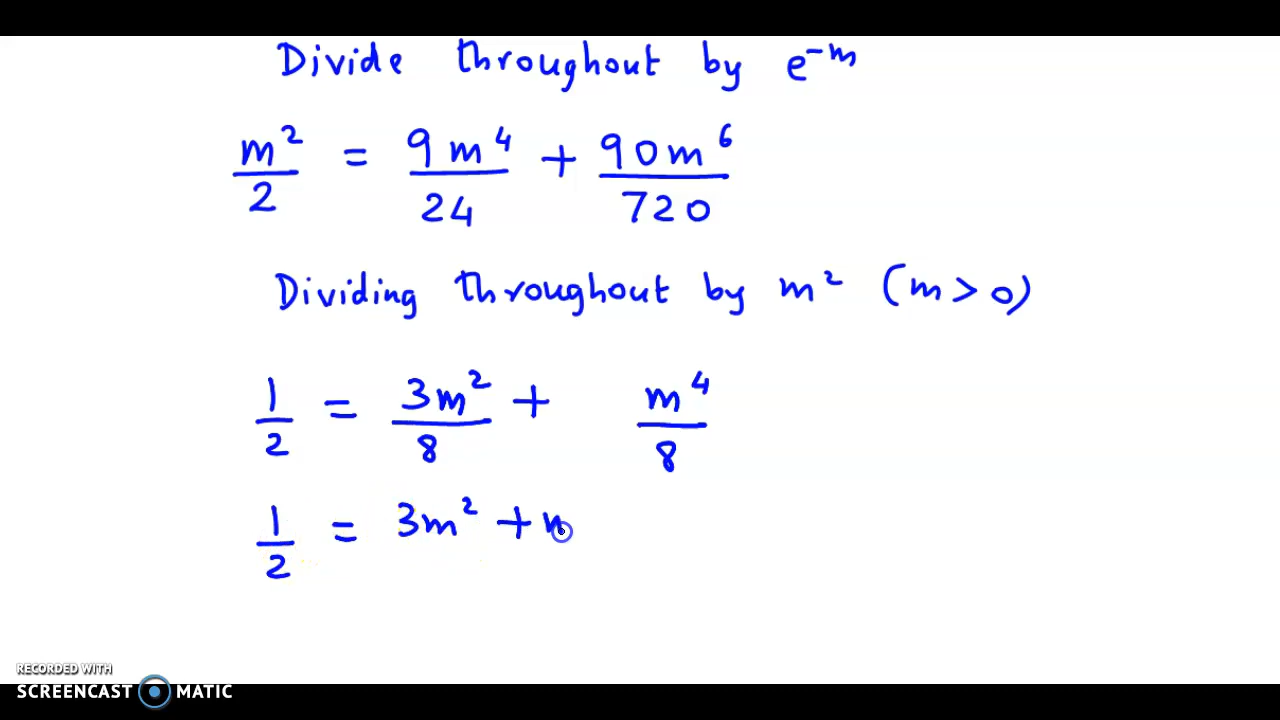 Divide throughout by e⁻ᵐ
m²/2 = 9m⁴/24 + 90m⁶/720
Dividing throughout by m² (m > 0)
1/2 = 3m²/8 + m⁴/8
1/2 = 3m² +
RECORDED WITH
SCREENCAST MATIC